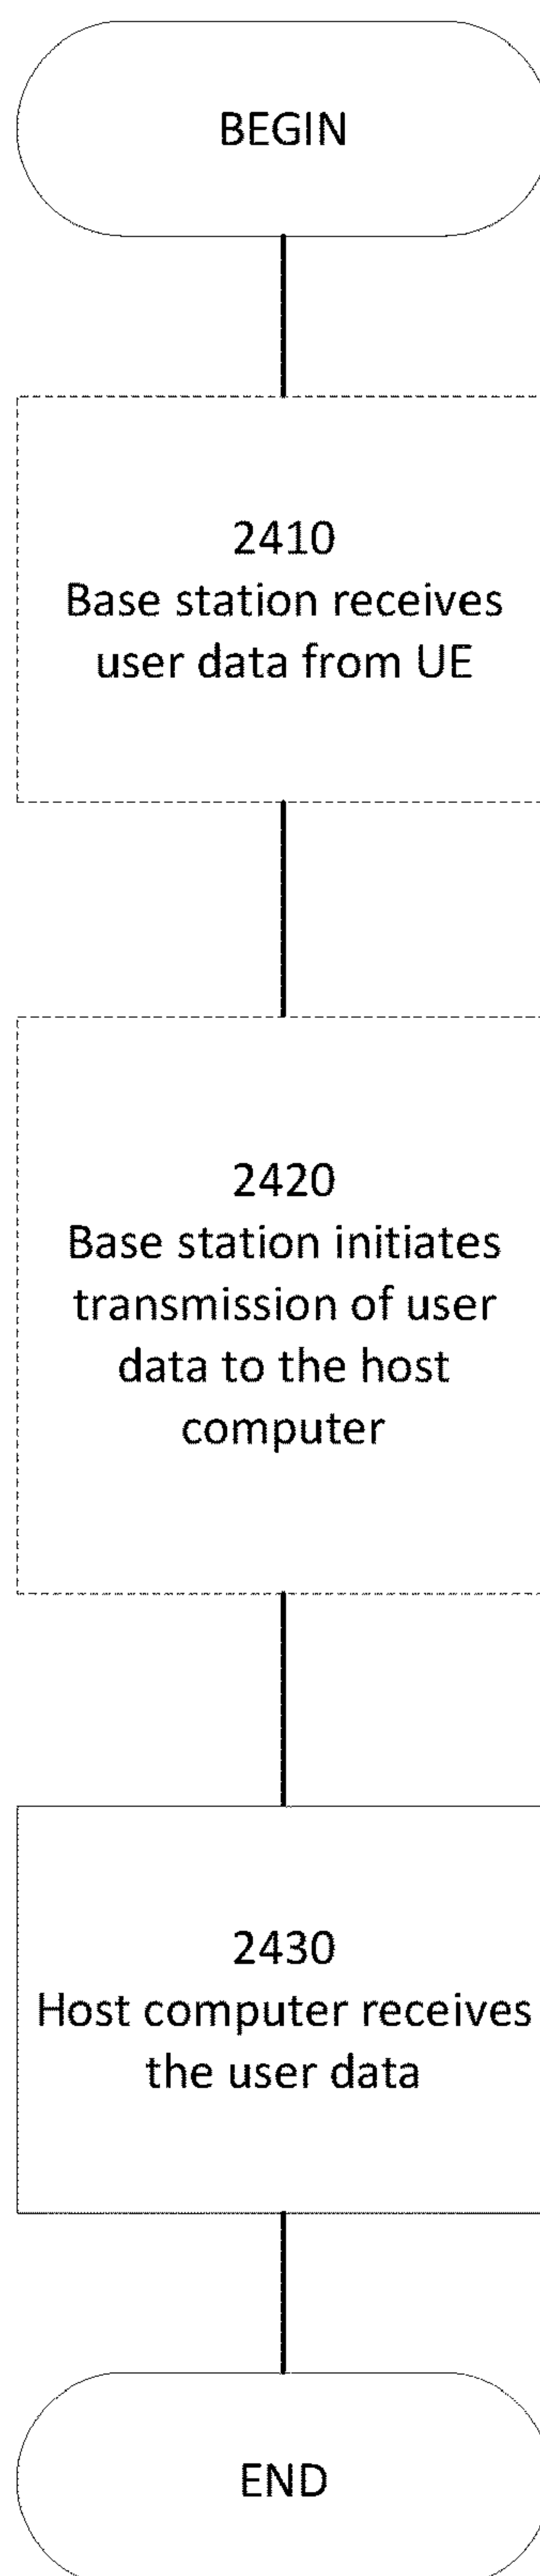 BEGIN
2410
Base station receives
user data from UE
2420
Base station initiates
transmission of user
data to the host
computer
2430
Host computer receives
the user data
END